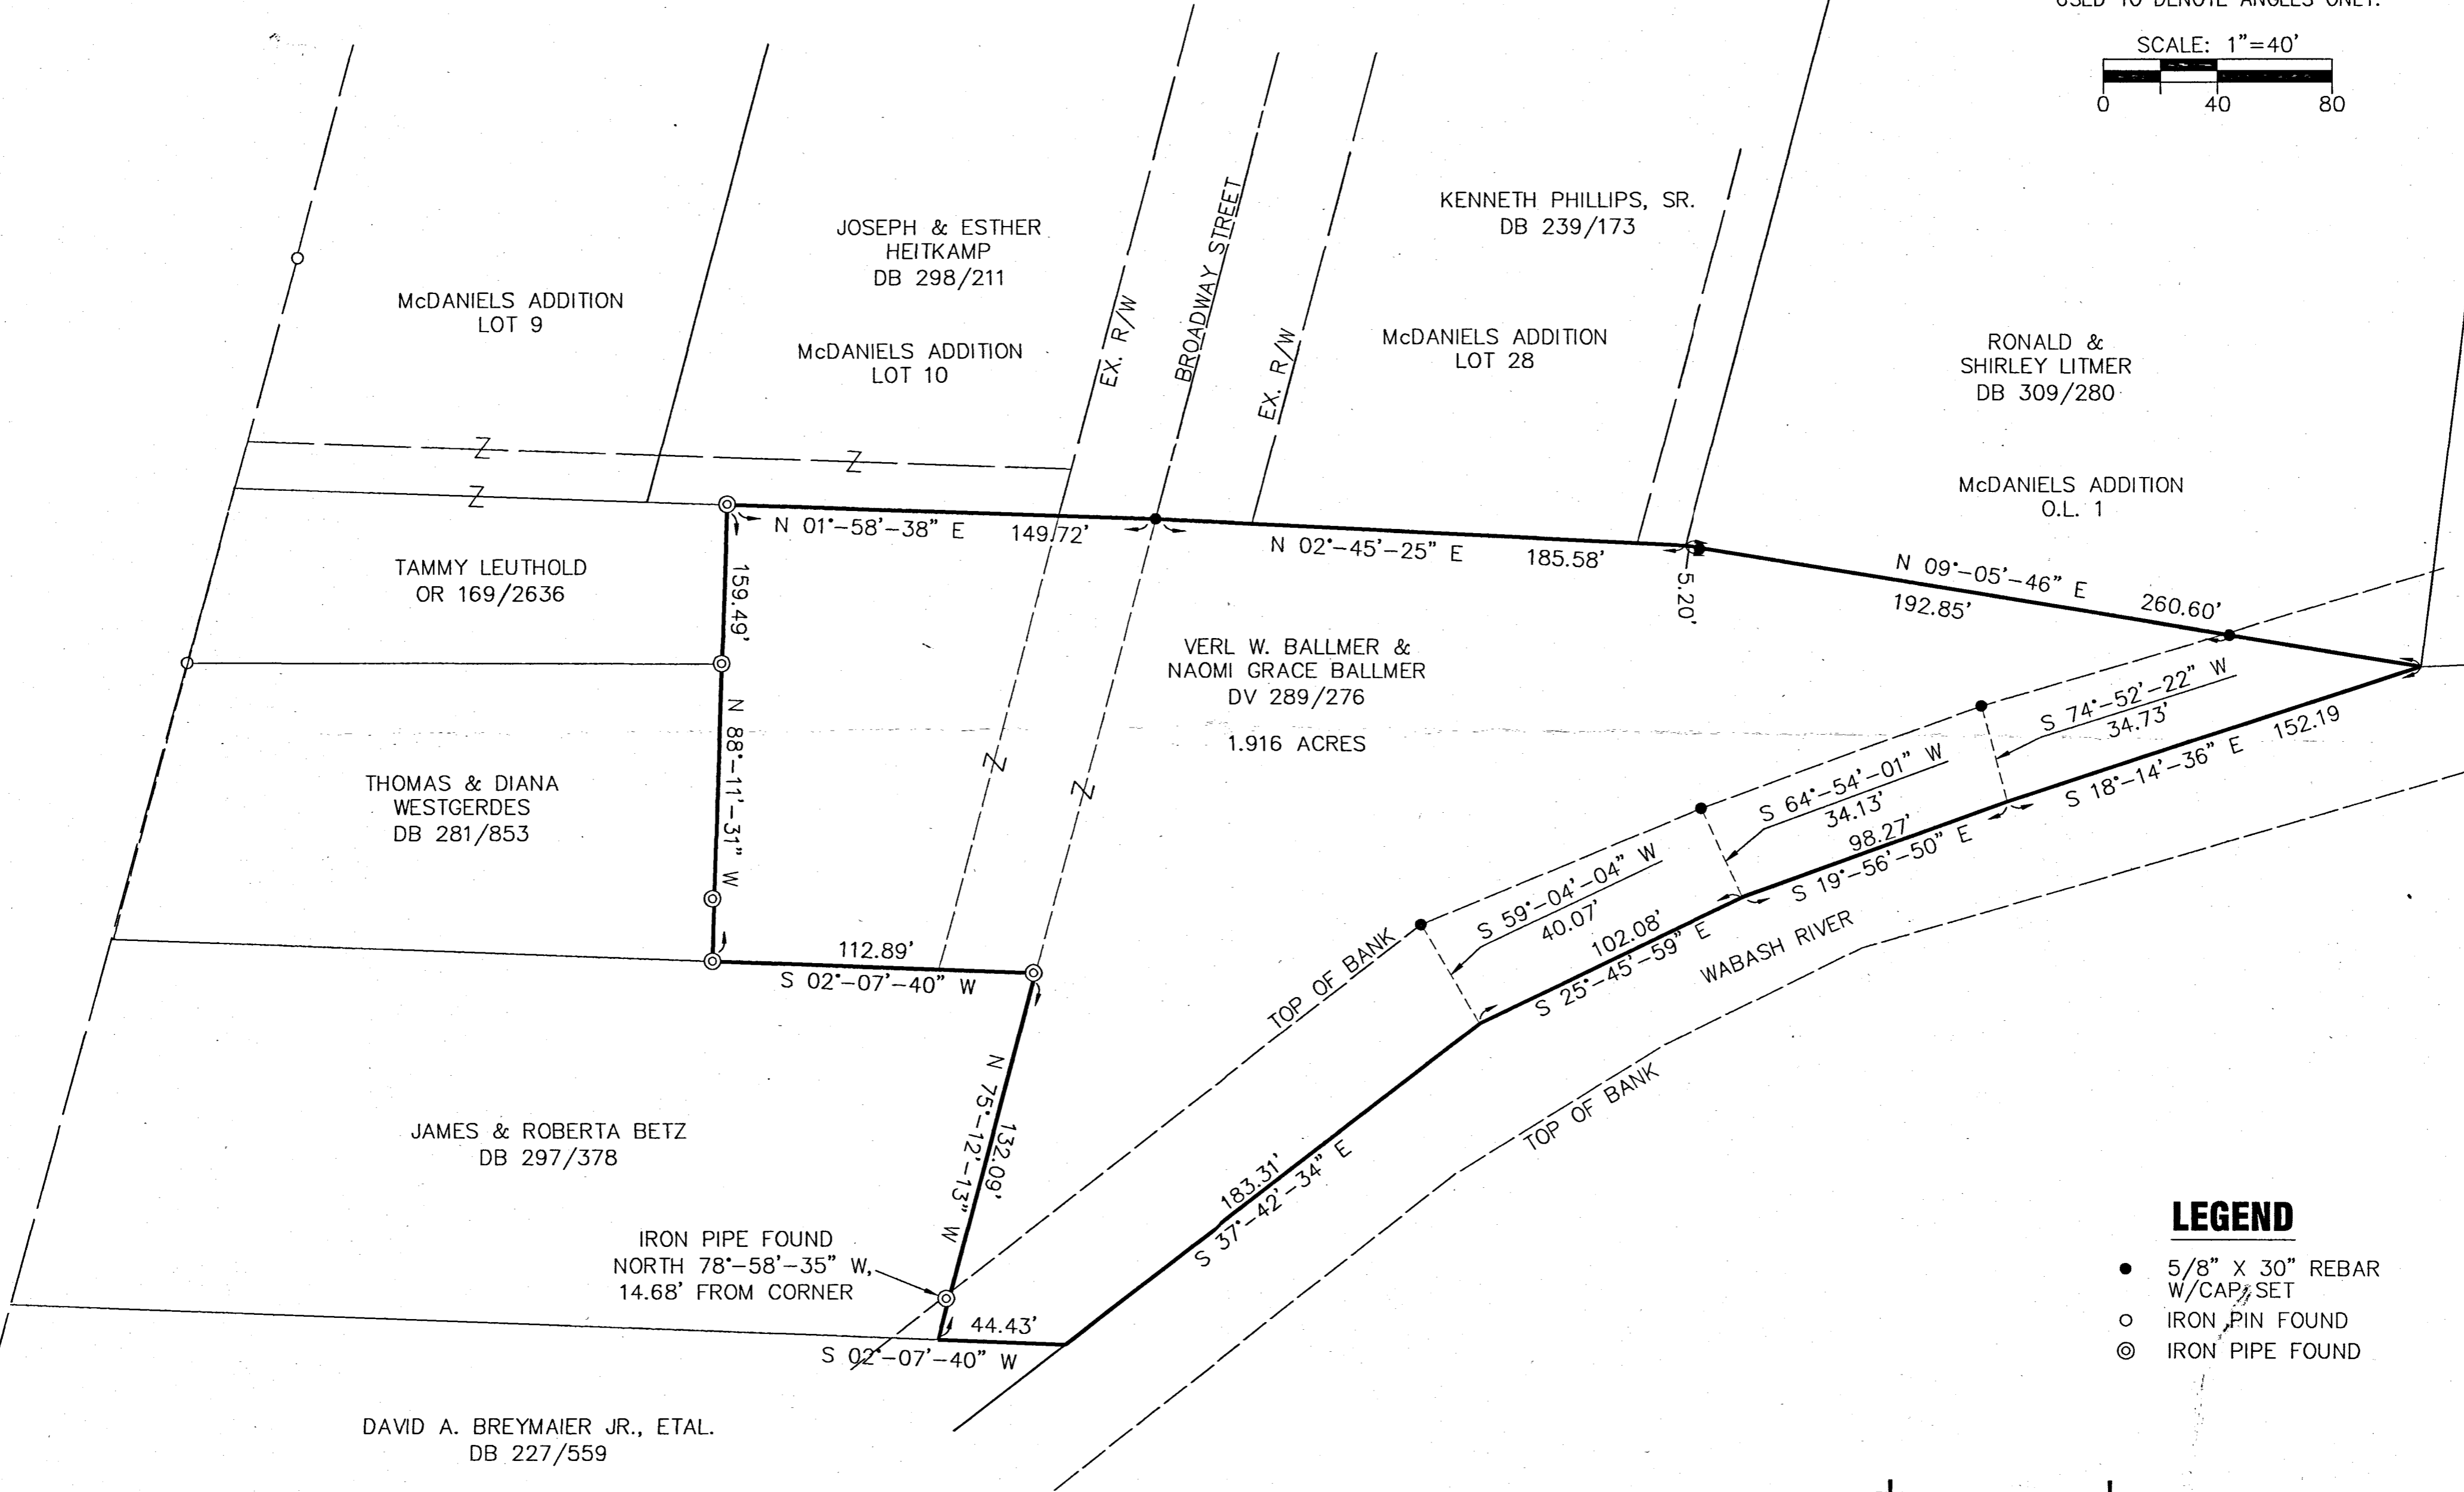 USED TO DENOTE ANGLES ONLY.
SCALE: 1"=40'
0 40 80
McDANIELS ADDITION
LOT 9
JOSEPH & ESTHER
HEITKAMP
DB 298/211
McDANIELS ADDITION
LOT 10
EX. R/W
BROADWAY STREET
EX. R/W
KENNETH PHILLIPS, SR.
DB 239/173
McDANIELS ADDITION
LOT 28
RONALD &
SHIRLEY LITMER
DB 309/280
McDANIELS ADDITION
O.L. 1
Z
Z
Z
N 01°-58'-38" E 149.72'
N 02°-45'-25" E 185.58'
5.20'
N 09°-05'-46" E
192.85'
260.60'
TAMMY LEUTHOLD
OR 169/2636
159.49'
N 88°-11'-31" W
VERL W. BALLMER &
NAOMI GRACE BALLMER
DV 289/276
1.916 ACRES
Z
Z
THOMAS & DIANA
WESTGERDES
DB 281/853
S 74°-52'-22" W
34.73'
S 18°-14'-36" E 152.19
S 64°-54'-01" W
34.13'
98.27'
S 19°-56'-50" E
S 59°-04'-04" W
40.07'
102.08'
S 25°-45'-59" E
WABASH RIVER
TOP OF BANK
TOP OF BANK
112.89'
S 02°-07'-40" W
N 75°-12'-13" W
132.09'
JAMES & ROBERTA BETZ
DB 297/378
183.31'
S 37°-42'-34" E
IRON PIPE FOUND
NORTH 78°-58'-35" W,
14.68' FROM CORNER
44.43'
S 02°-07'-40" W
DAVID A. BREYMAIER JR., ETAL.
DB 227/559
LEGEND
5/8" X 30" REBAR
W/CAP SET
IRON PIN FOUND
IRON PIPE FOUND